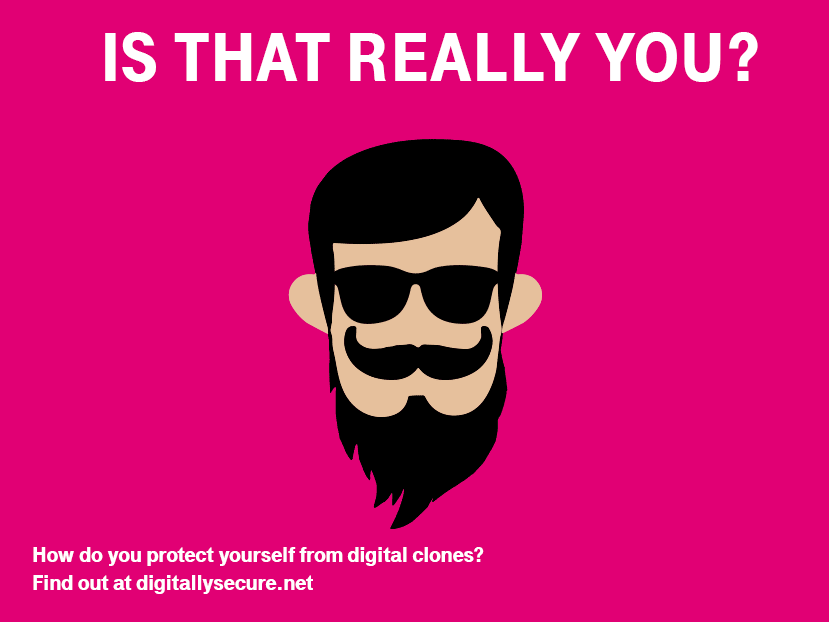 IS THAT REALLY YOU?
How do you protect yourself from digital clones?
Find out at digitallysecure.net